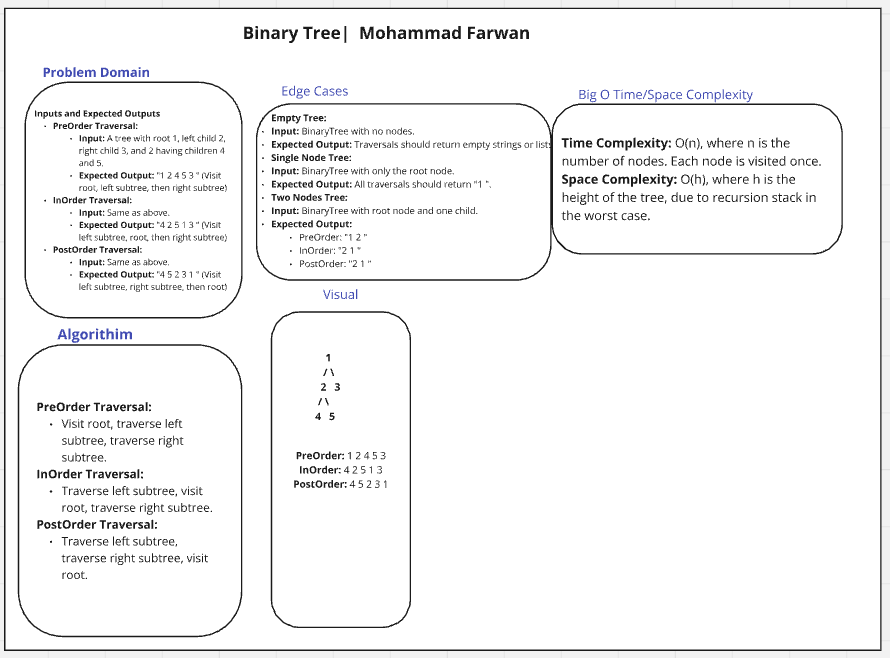 Binary Tree| Mohammad Farwan
Problem Domain
Inputs and Expected Outputs
• PreOrder Traversal:
• Input: A tree with root 1, left child 2,
right child 3, and 2 having children 4
and 5.
• Expected Output: "1 2 4 5 3 " (Visit
root, left subtree, then right subtree)
• InOrder Traversal:
• Input: Same as above.
• Expected Output: "4 2 5 1 3 " (Visit
left subtree, root, then right subtree)
• PostOrder Traversal:
• Input: Same as above.
• Expected Output: "4 5 2 3 1 " (Visit
left subtree, right subtree, then root)
Edge Cases
Empty Tree:
• Input: BinaryTree with no nodes.
• Expected Output: Traversals should return empty strings or lists
• Single Node Tree:
• Input: BinaryTree with only the root node.
• Expected Output: All traversals should return "1 ".
• Two Nodes Tree:
• Input: BinaryTree with root node and one child.
• Expected Output:
• PreOrder: "1 2 "
• InOrder: "2 1 "
• PostOrder: "2 1 "
Big O Time/Space Complexity
Time Complexity: O(n), where n is the
number of nodes. Each node is visited once.
Space Complexity: O(h), where h is the
height of the tree, due to recursion stack in
the worst case.
Algorithim
PreOrder Traversal:
• Visit root, traverse left
subtree, traverse right
subtree.
InOrder Traversal:
• Traverse left subtree, visit
root, traverse right subtree.
PostOrder Traversal:
• Traverse left subtree,
traverse right subtree, visit
root.
Visual
1
/ \
2 3
/ \
4 5
PreOrder: 1 2 4 5 3
InOrder: 4 2 5 1 3
PostOrder: 4 5 2 3 1